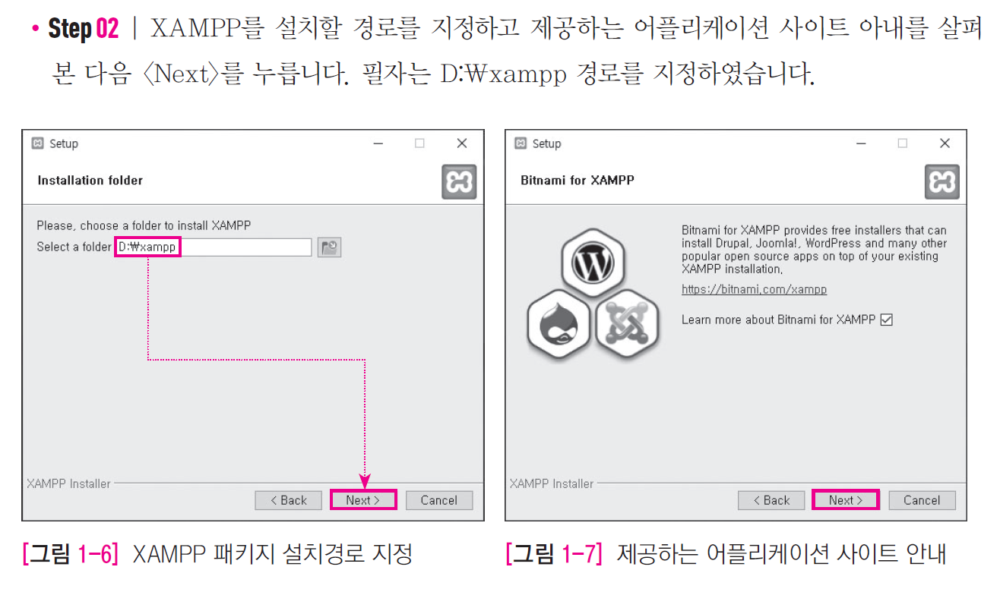 • Step 02 | XAMPP를 설치할 경로를 지정하고 제공하는 어플리케이션 사이트 아내를 살펴
본 다음 〈Next〉를 누릅니다. 필자는 D:₩xampp 경로를 지정하였습니다.
Setup
Installation folder
Please, choose a folder to install XAMPP
Select a folder D:₩xampp
XAMPP Installer
< Back Next > Cancel
[그림 1-6] XAMPP 패키지 설치경로 지정
Setup
Bitnami for XAMPP
Bitnami for XAMPP provides free installers that can
install Drupal, Joomla!, WordPress and many other
popular open source apps on top of your existing
XAMPP installation.
https://bitnami.com/xampp
Learn more about Bitnami for XAMPP
XAMPP Installer
< Back Next > Cancel
[그림 1-7] 제공하는 어플리케이션 사이트 안내